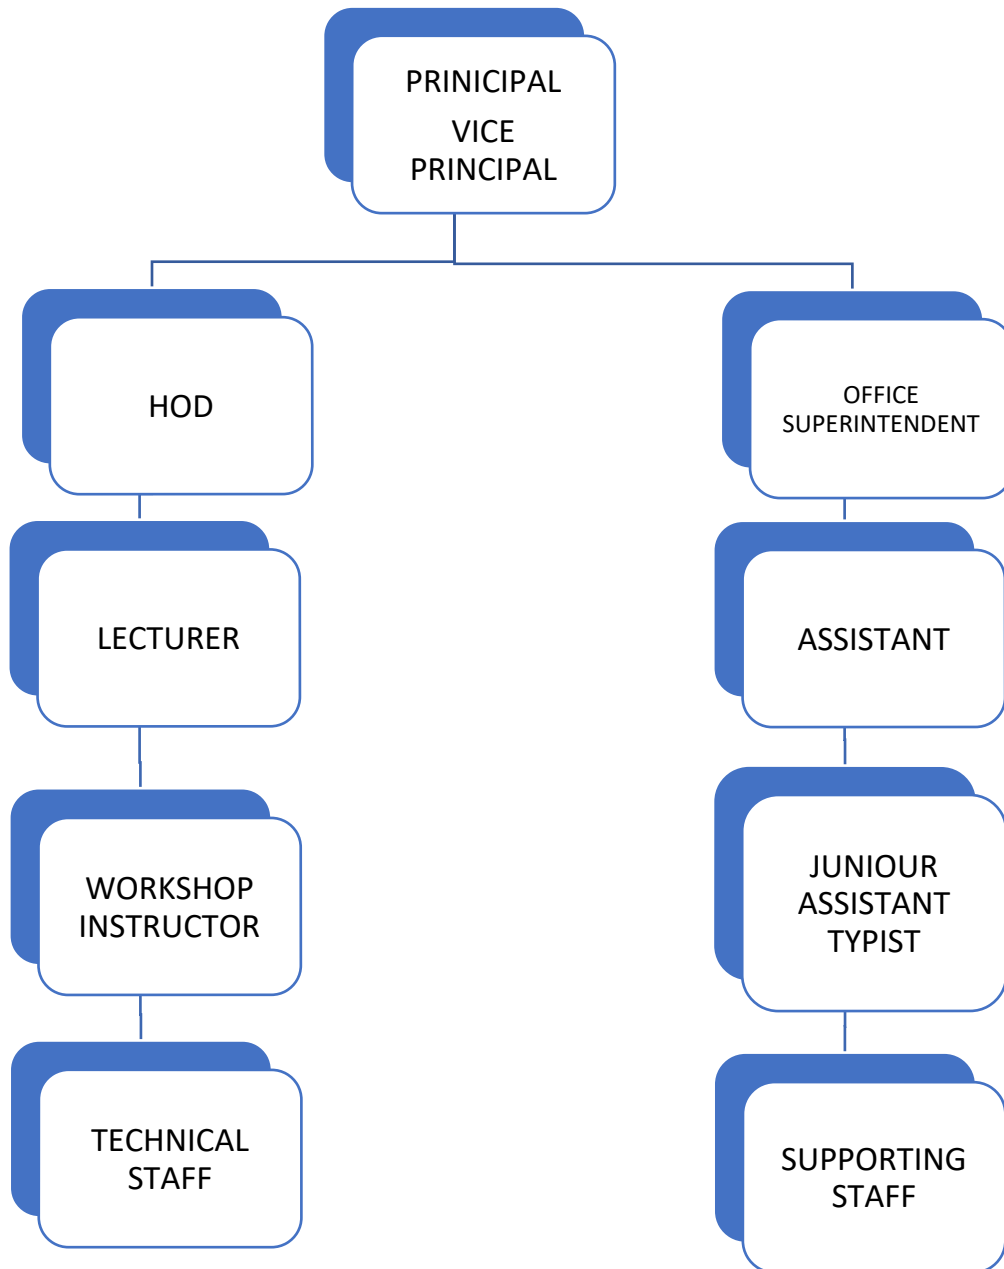 PRINICIPAL
VICE
PRINCIPAL
HOD
OFFICE
SUPERINTENDENT
LECTURER
ASSISTANT
WORKSHOP
INSTRUCTOR
JUNIOUR
ASSISTANT
TYPIST
TECHNICAL
STAFF
SUPPORTING
STAFF